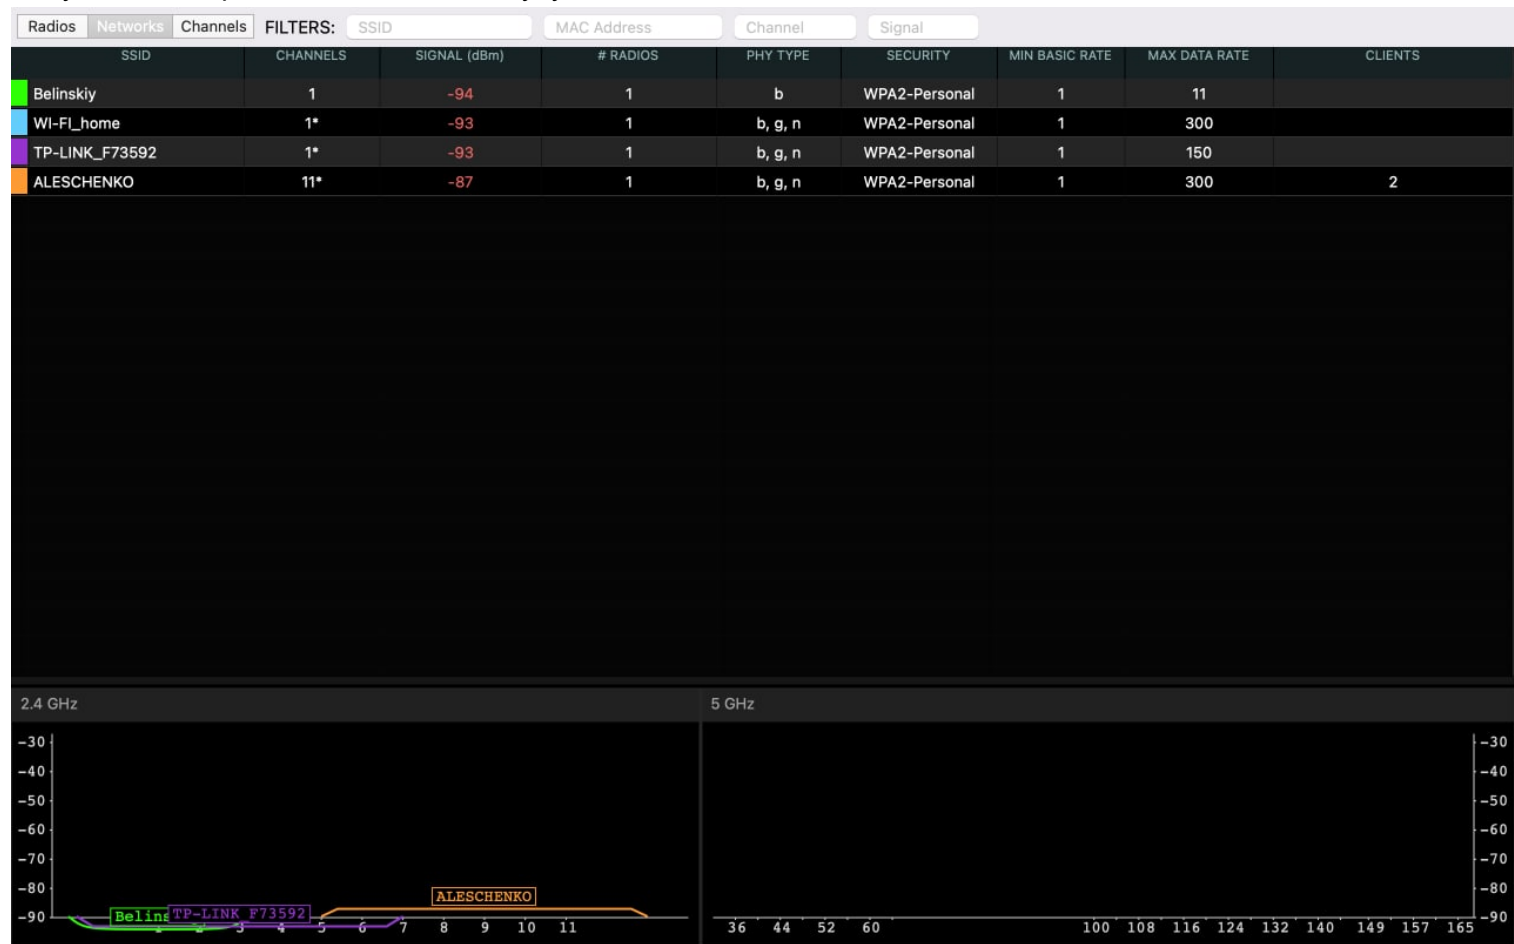 Radios Networks Channels FILTERS: SSID MAC Address Channel Signal
SSID CHANNELS SIGNAL (dBm) # RADIOS PHY TYPE SECURITY MIN BASIC RATE MAX DATA RATE CLIENTS
Belinskiy 1 -94 1 b WPA2-Personal 1 11
WI-FI_home 1* -93 1 b, g, n WPA2-Personal 1 300
TP-LINK_F73592 1* -93 1 b, g, n WPA2-Personal 1 150
ALESCHENKO 11* -87 1 b, g, n WPA2-Personal 1 300 2
2.4 GHz 5 GHz
-30 -30
-40 -40
-50 -50
-60 -60
-70 -70
-80 ALESCHENKO -80
-90 Belins TP-LINK_F73592 -90
1 2 3 4 5 6 7 8 9 10 11 36 44 52 60 100 108 116 124 132 140 149 157 165